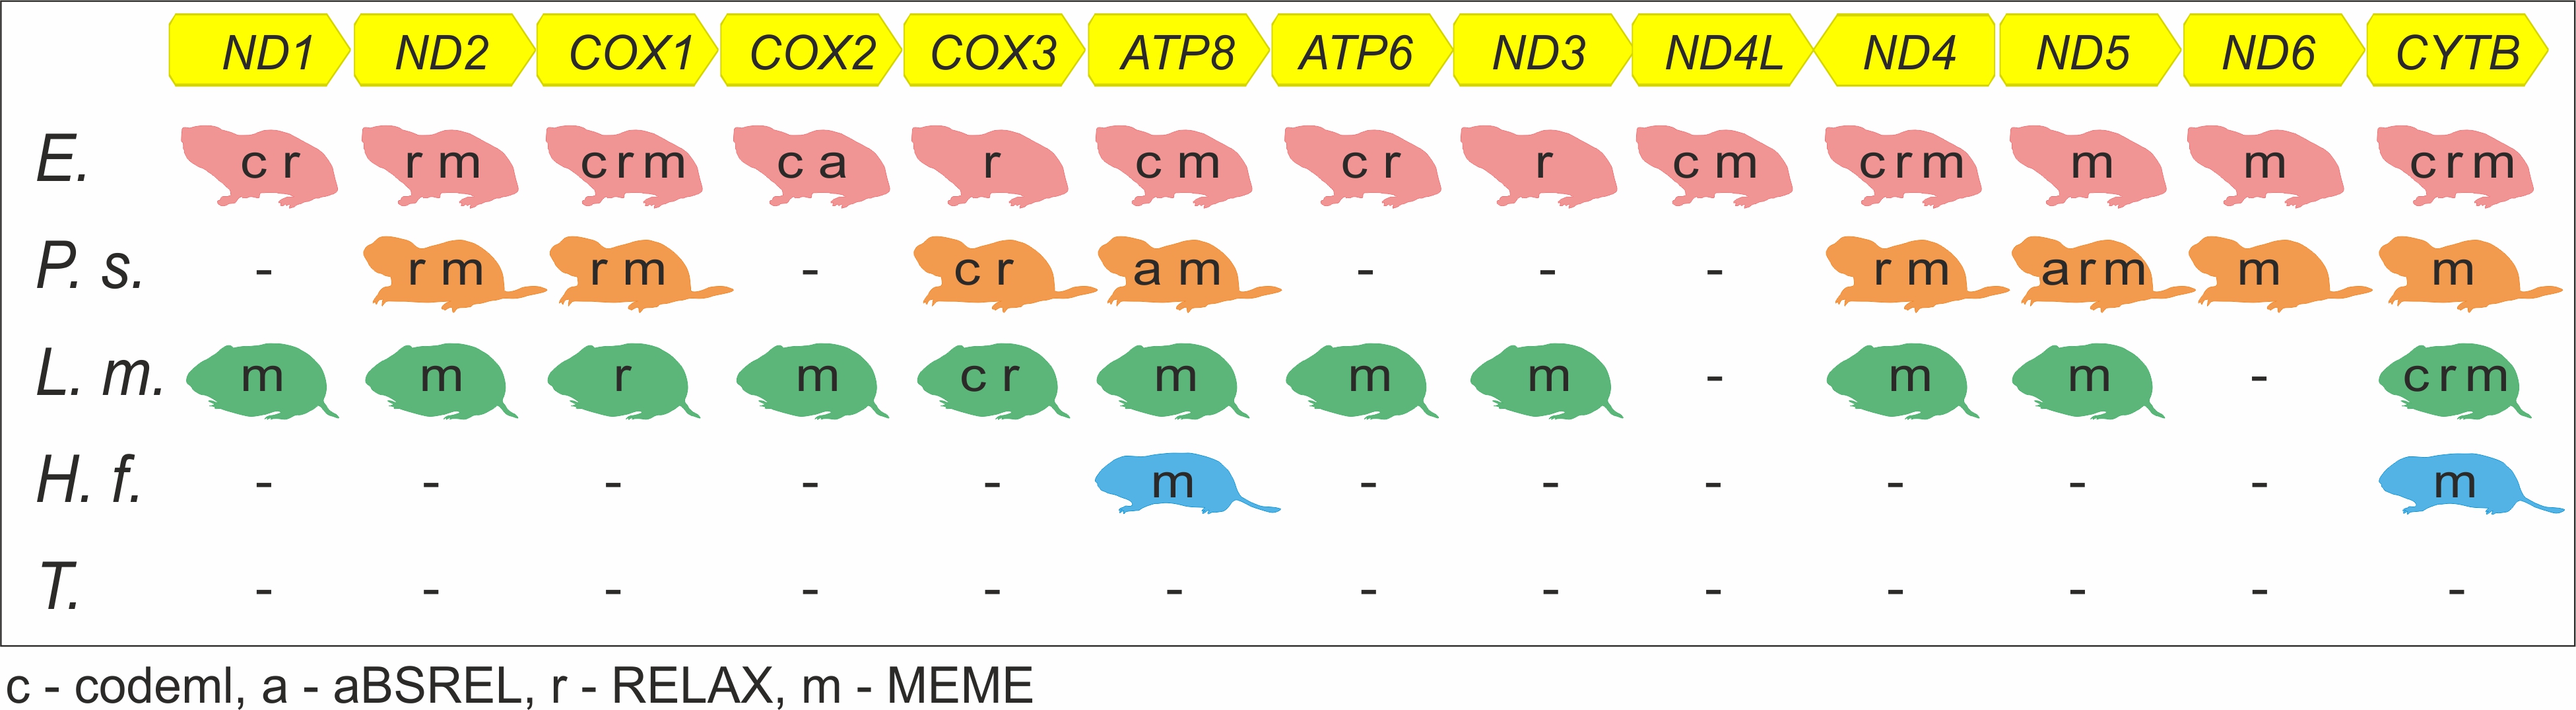 ND1 ND2 COX1 COX2 COX3 ATP8 ATP6 ND3 ND4L ND4 ND5 ND6 CYTB
E. c r r m c r m c a r c m c r r c m c r m m m c r m
P. s. - r m r m - c r a m - - - r m a r m m m
L. m. m m r m c r m m m - m m - c r m
H. f. - - - - - m - - - - - - m
T. - - - - - - - - - - - - -
c - codeml, a - aBSREL, r - RELAX, m - MEME